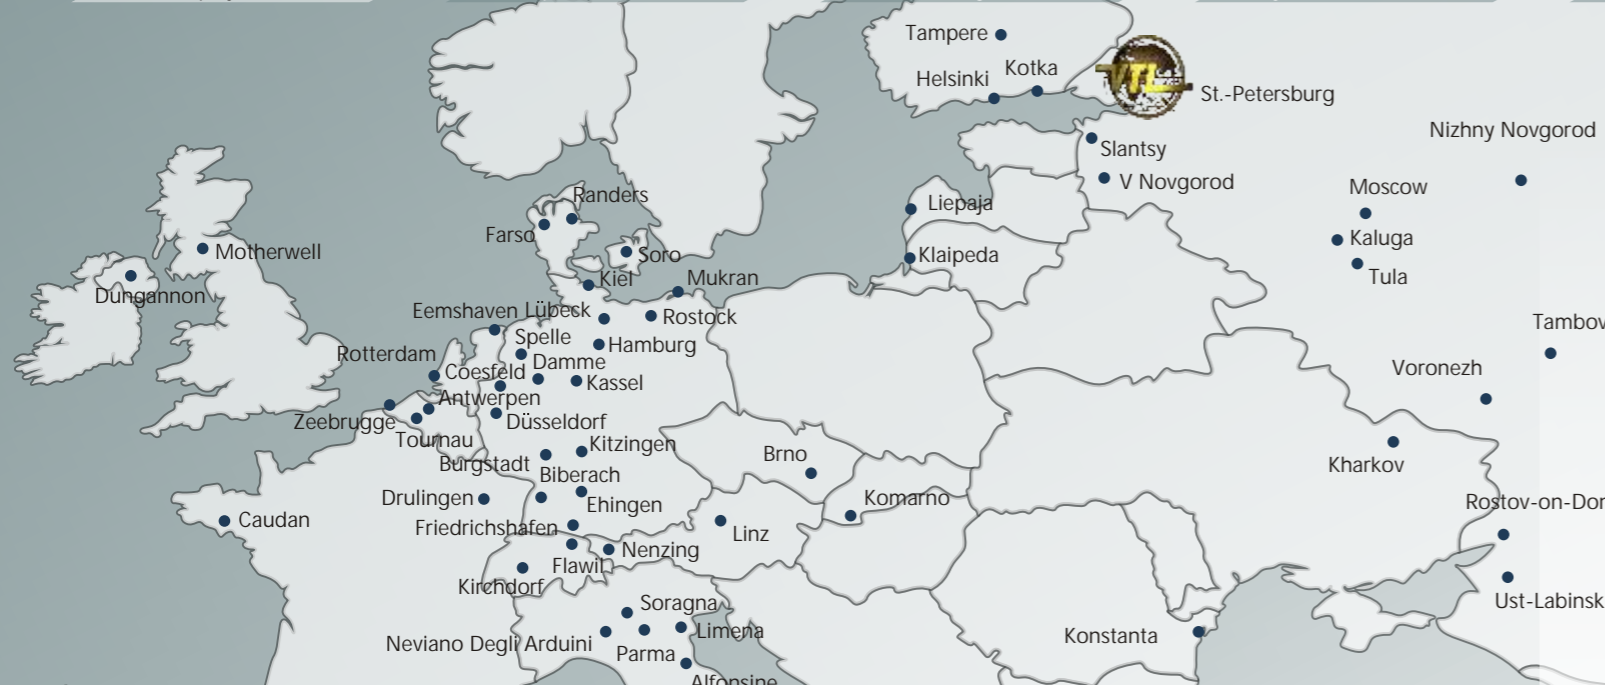 Tampere
Kotka
Helsinki
VTL
St.-Petersburg
Nizhny Novgorod
Slantsy
V Novgorod
Moscow
Randers
Liepaja
Farso
Kaluga
Motherwell
Soro
Klaipeda
Tula
Kiel
Mukran
Dungannon
Eemshaven
Lübeck
Rostock
Tambov
Spelle
Hamburg
Rotterdam
Damme
Coesfeld
Kassel
Voronezh
Antwerpen
Zeebrugge
Düsseldorf
Tournau
Kitzingen
Brno
Burgstadt
Kharkov
Biberach
Drulingen
Komarno
Ehingen
Rostov-on-Don
Caudan
Friedrichshafen
Linz
Nenzing
Flawil
Kirchdorf
Soragna
Ust-Labinsk
Limena
Konstanta
Neviano Degli Arduini
Parma
Alfonsine